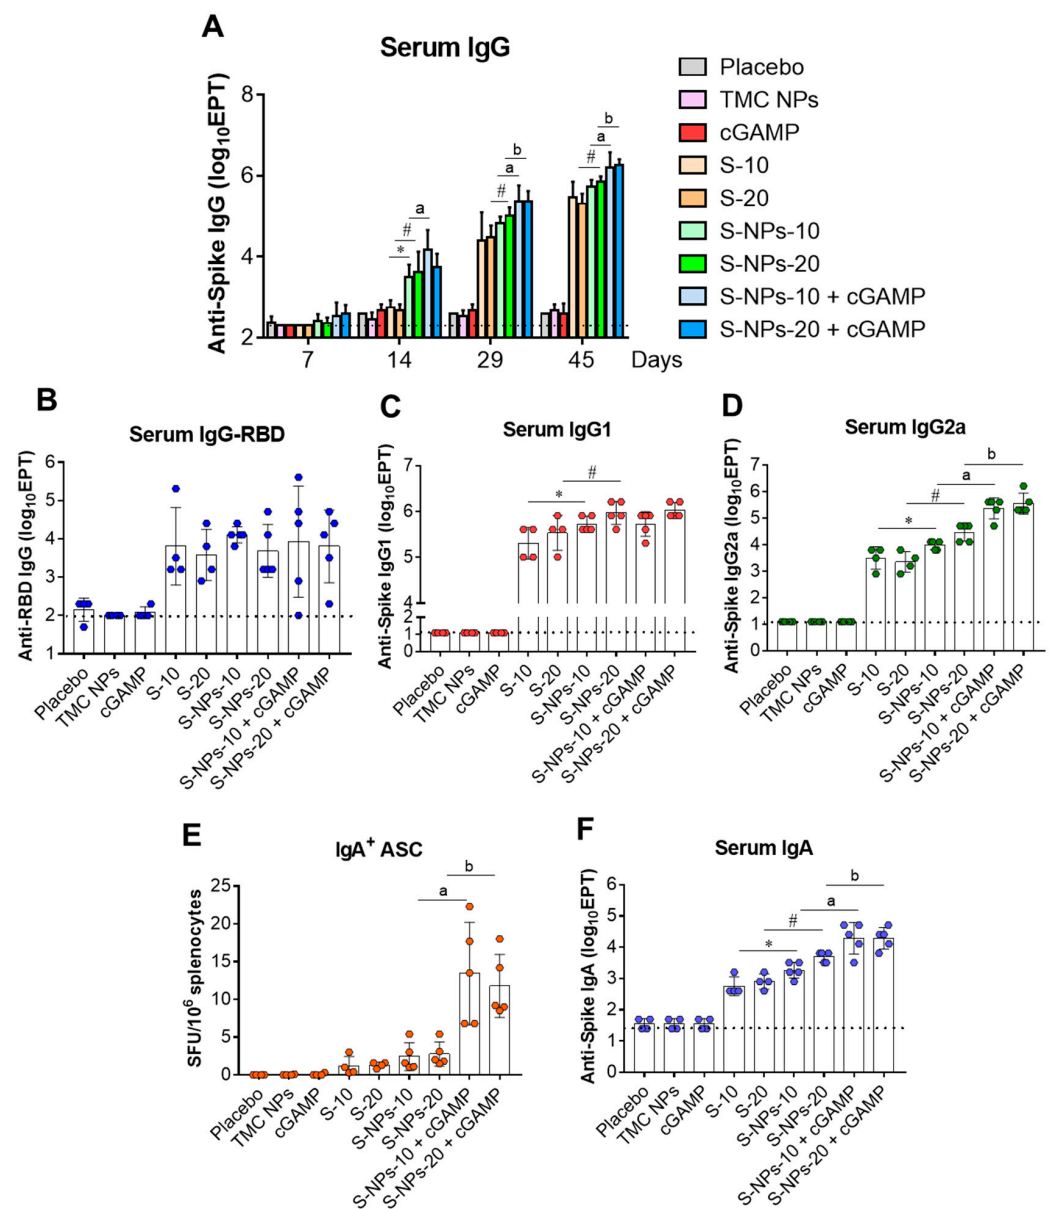 A
Serum IgG
Anti-Spike IgG (log10EPT)
8
6
4
2
*
#
a
#
a
b
#
a
b
7
14
29
45
Days
Placebo
TMC NPs
cGAMP
S-10
S-20
S-NPs-10
S-NPs-20
S-NPs-10 + cGAMP
S-NPs-20 + cGAMP
B
Serum IgG-RBD
Anti-RBD IgG (log10EPT)
6
5
4
3
2
1
Placebo
TMC NPs
cGAMP
S-10
S-20
S-NPs-10
S-NPs-20
S-NPs-10 + cGAMP
S-NPs-20 + cGAMP
C
Serum IgG1
Anti-Spike IgG1 (log10EPT)
7
6
5
4
2
1
0
*
#
Placebo
TMC NPs
cGAMP
S-10
S-20
S-NPs-10
S-NPs-20
S-NPs-10 + cGAMP
S-NPs-20 + cGAMP
D
Serum IgG2a
Anti-Spike IgG2a (log10EPT)
7
6
5
4
3
2
1
0
*
#
a
b
Placebo
TMC NPs
cGAMP
S-10
S-20
S-NPs-10
S-NPs-20
S-NPs-10 + cGAMP
S-NPs-20 + cGAMP
E
IgA+ ASC
SFU/10^6 splenocytes
25
20
15
10
5
0
a
b
Placebo
TMC NPs
cGAMP
S-10
S-20
S-NPs-10
S-NPs-20
S-NPs-10 + cGAMP
S-NPs-20 + cGAMP
F
Serum IgA
Anti-Spike IgA (log10EPT)
6
5
4
3
2
1
0
*
#
a
b
Placebo
TMC NPs
cGAMP
S-10
S-20
S-NPs-10
S-NPs-20
S-NPs-10 + cGAMP
S-NPs-20 + cGAMP